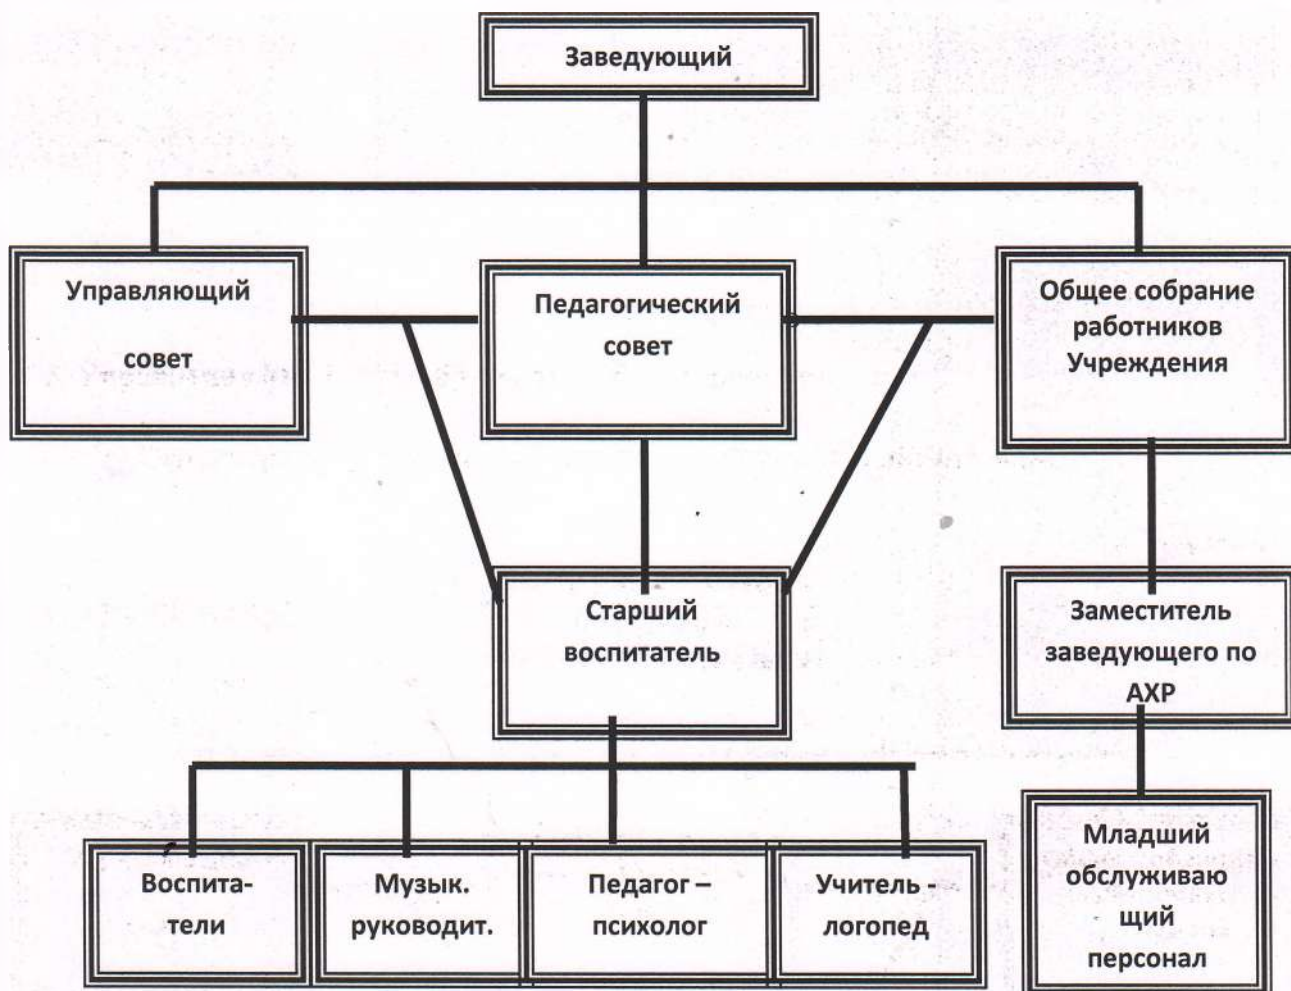 Заведующий
Управляющий
совет
Педагогический
совет
Общее собрание
работников
Учреждения
Старший
воспитатель
Заместитель
заведующего по
АХР
Воспита-
тели
Музык.
руководит.
Педагог –
психолог
Учитель -
логопед
Младший
обслуживаю
щий
персонал